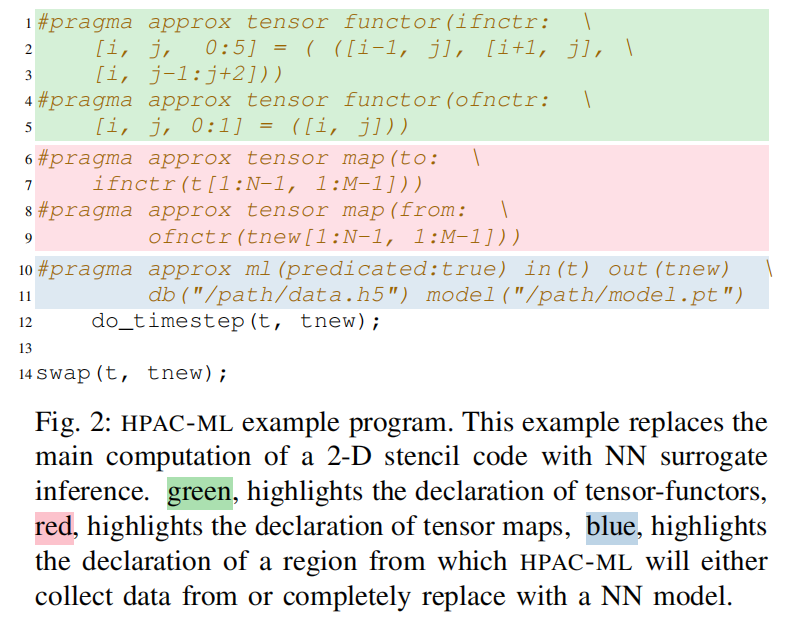 1 #pragma approx tensor functor(ifnctr: \
2 [i, j, 0:5] = ( ([i-1, j], [i+1, j], \
3 [i, j-1:j+2]))
4 #pragma approx tensor functor(ofnctr: \
5 [i, j, 0:1] = ([i, j]))
6 #pragma approx tensor map(to: \
7 ifnctr(t[1:N-1, 1:M-1]))
8 #pragma approx tensor map(from: \
9 ofnctr(tnew[1:N-1, 1:M-1]))
10 #pragma approx ml(predicated:true) in(t) out(tnew) \
11 db("/path/data.h5") model("/path/model.pt")
12 do_timestep(t, tnew);
13
14 swap(t, tnew);
Fig. 2: HPAC-ML example program. This example replaces the
main computation of a 2-D stencil code with NN surrogate
inference. green, highlights the declaration of tensor-functors,
red, highlights the declaration of tensor maps, blue, highlights
the declaration of a region from which HPAC-ML will either
collect data from or completely replace with a NN model.